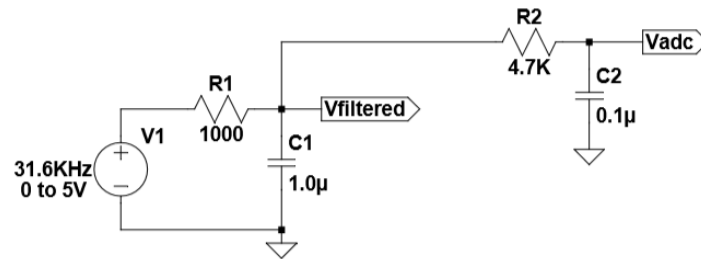 R2
4.7K
Vadc
C2
0.1µ
R1
1000
Vfiltered
V1
31.6KHz
0 to 5V
C1
1.0µ